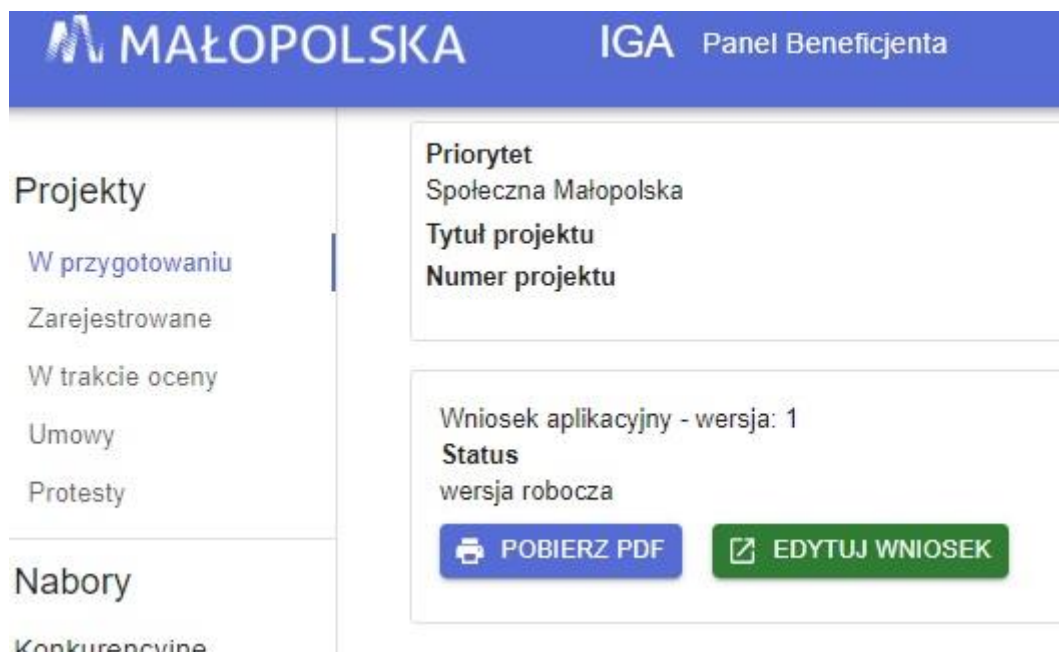 MAŁOPOLSKA
IGA Panel Beneficjenta
Projekty
W przygotowaniu
Zarejestrowane
W trakcie oceny
Umowy
Protesty
Nabory
Konkurencyjne
Priorytet
Społeczna Małopolska
Tytuł projektu
Numer projektu
Wniosek aplikacyjny - wersja: 1
Status
wersja robocza
POBIERZ PDF
EDYTUJ WNIOSEK